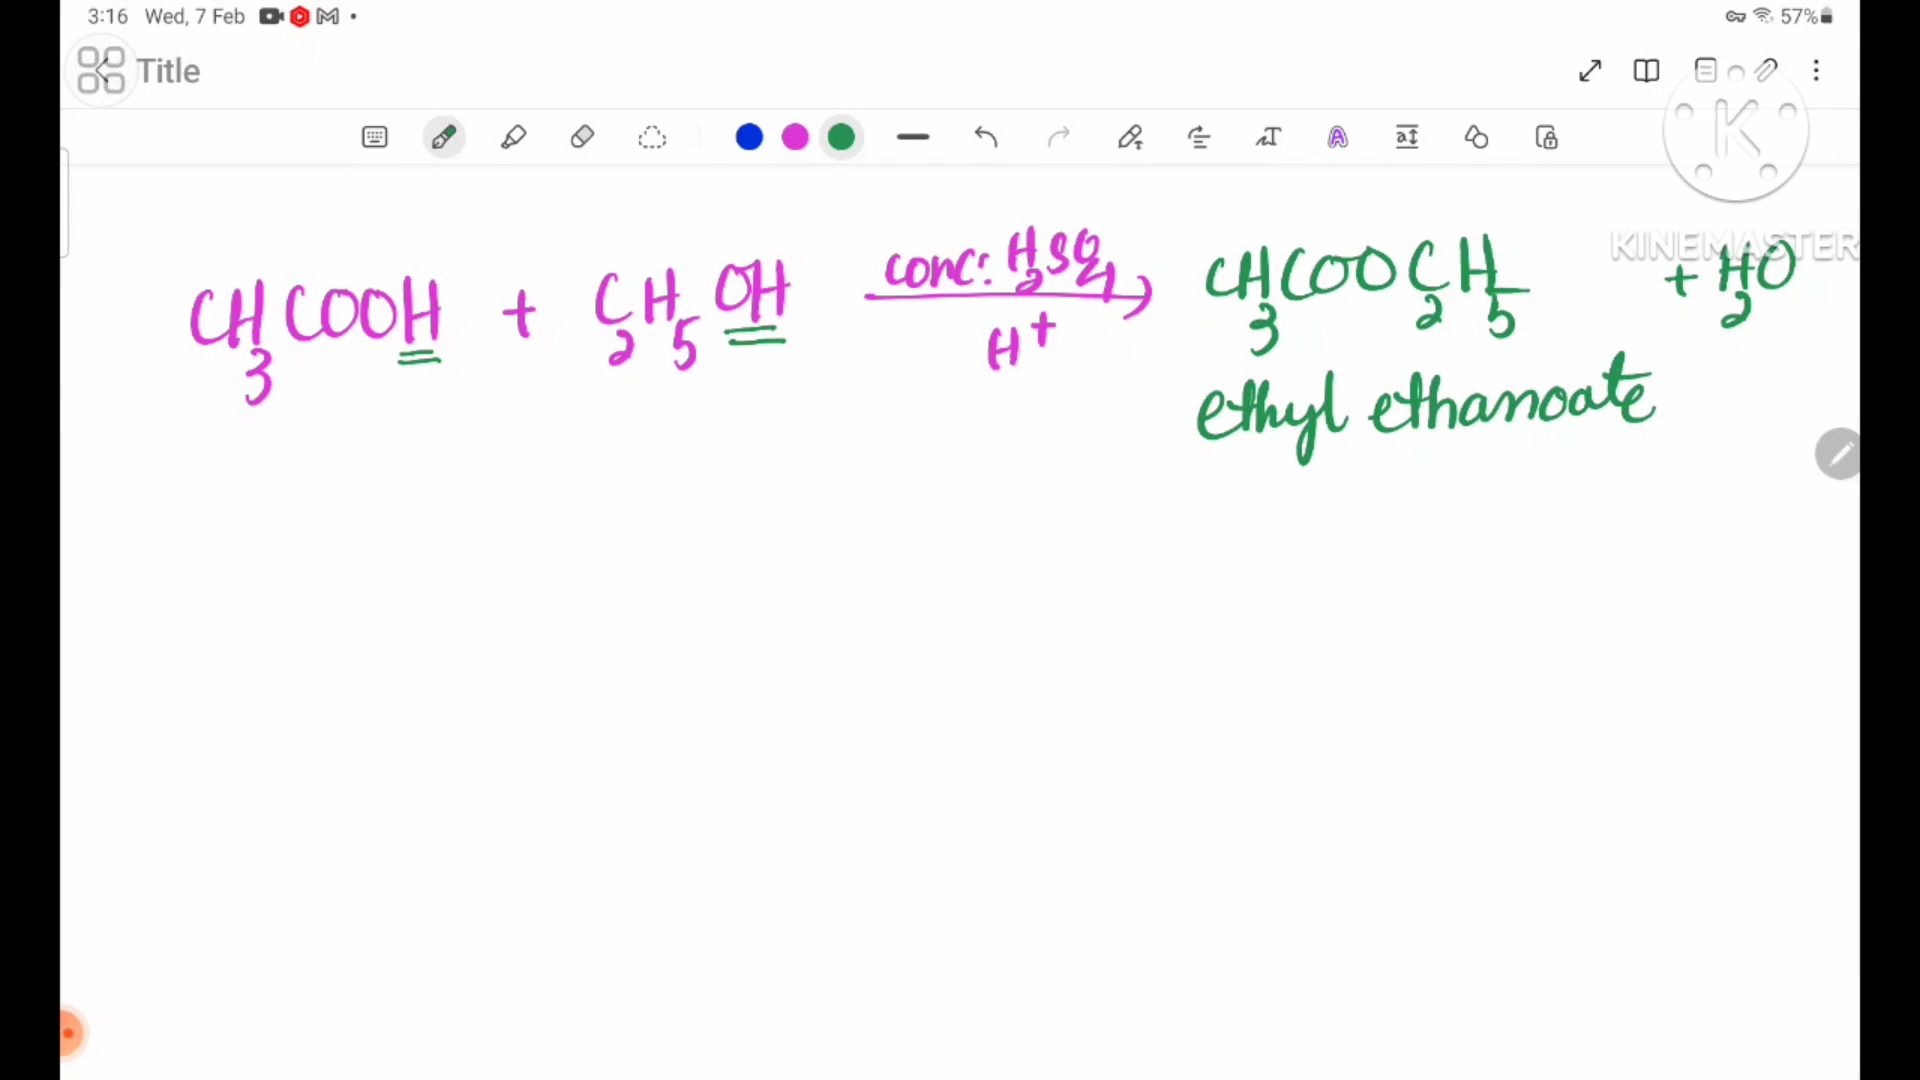 3:16 Wed, 7 Feb 57%
Title
KINEMASTER
CH₃COOH + C₂H₅OH conc: H₂SO₄ H⁺ CH₃COOC₂H₅ + H₂O
ethyl ethanoate